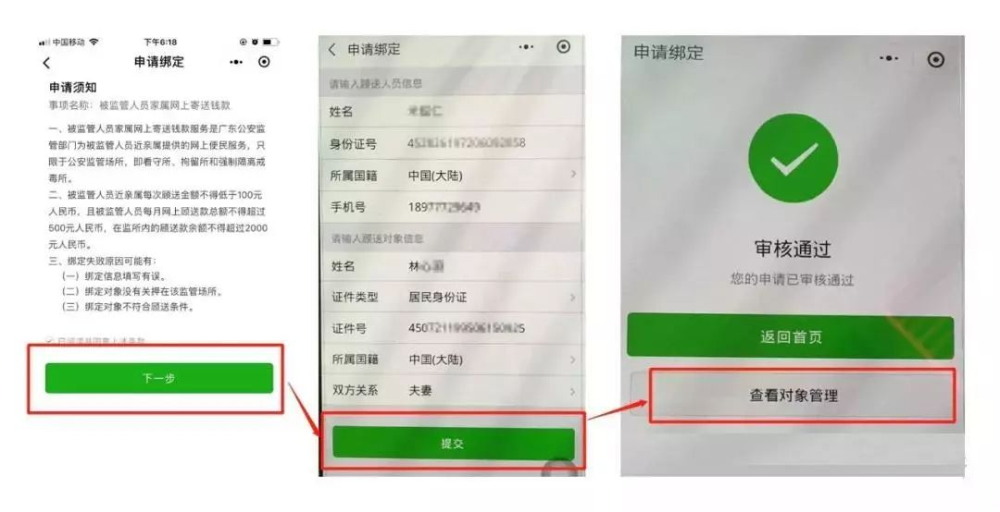 中国移动
下午6:18
申请绑定
申请须知
事项名称：被监管人员家属网上寄送钱款
一、被监管人员家属网上寄送钱款服务是广东公安监
管部门为被监管人员近亲属提供的网上便民服务，只
限于公安监管场所，即看守所、拘留所和强制隔离戒
毒所。
二、被监管人员近亲属每次顾送金额不得低于100元
人民币，且被监管人员每月网上顾送款总额不得超过
500元人民币，在监所内的顾送款余额不得超过2000
元人民币。
三、绑定失败原因可能有：
（一）绑定信息填写有误。
（二）绑定对象没有关押在该监管场所。
（三）绑定对象不符合顾送条件。
已阅读并同意上述条款
下一步
申请绑定
请输入顾送人员信息
姓名
身份证号
所属国籍 中国(大陆)
手机号
请输入顾送对象信息
姓名 林
证件类型 居民身份证
证件号
所属国籍 中国(大陆)
双方关系 夫妻
提交
申请绑定
审核通过
您的申请已审核通过
返回首页
查看对象管理